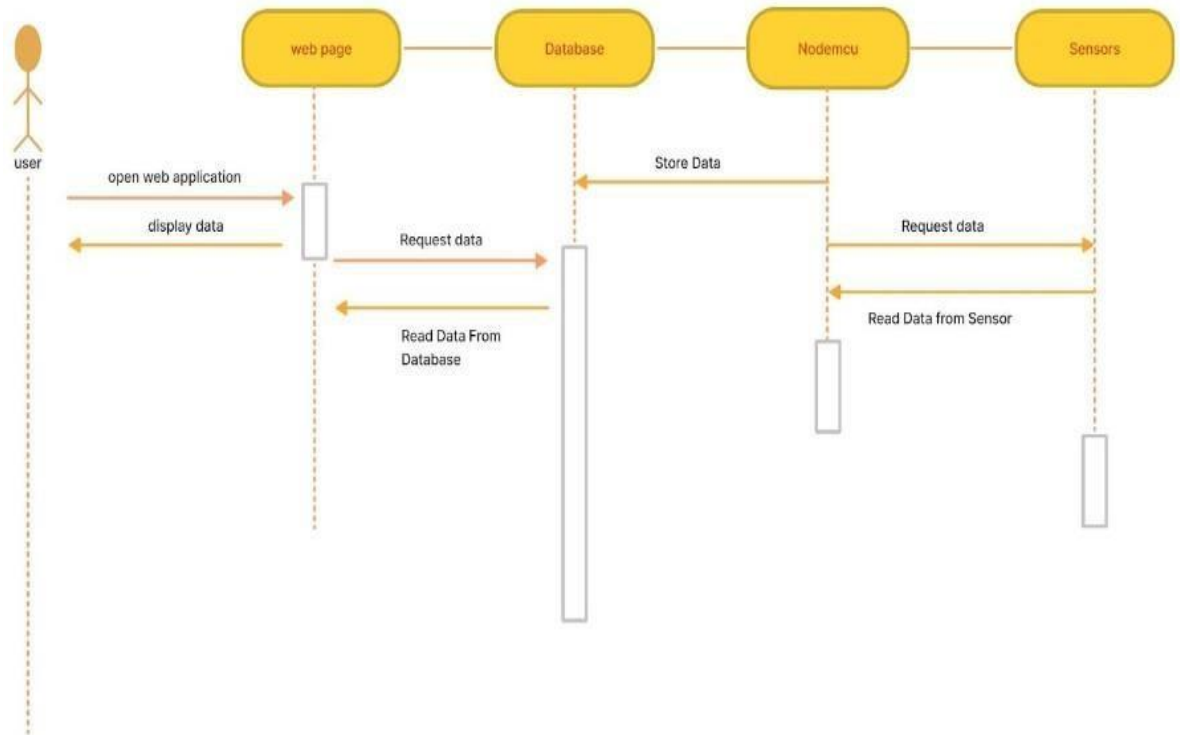 web page
Database
Nodemcu
Sensors
user
open web application
Store Data
display data
Request data
Request data
Read Data from Sensor
Read Data From
Database